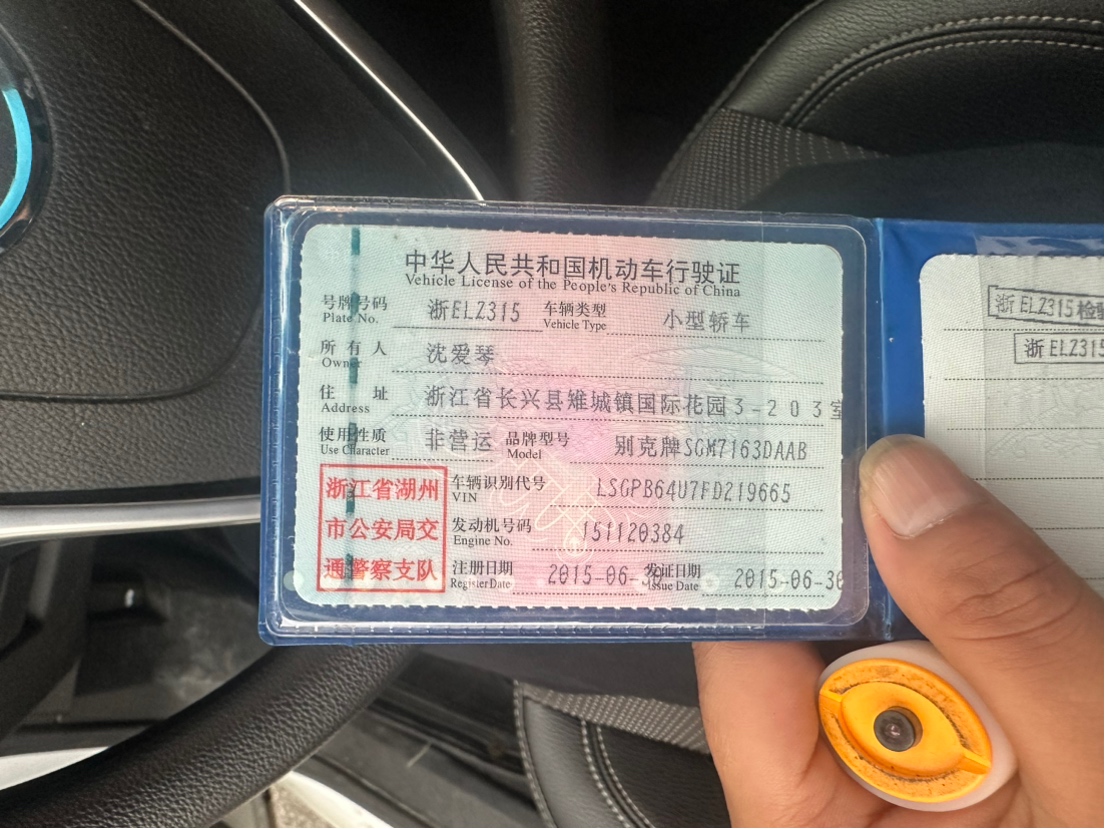 中华人民共和国机动车行驶证
Vehicle License of the People's Republic of China
号牌号码 浙ELZ315 车辆类型 小型轿车
Plate No. Vehicle Type
所有人 沈爱琴
Owner
住址 浙江省长兴县雉城镇国际花园3-203室
Address
使用性质 非营运 品牌型号 别克牌SGM7163DAAB
Use Character Model
浙江省湖州
市公安局交
通警察支队
车辆识别代号 LSGPB64U7FD219665
VIN
发动机号码 151120384
Engine No.
注册日期 2015-06-30 发证日期 2015-06-30
Register Date Issue Date
浙ELZ315检验
浙ELZ315